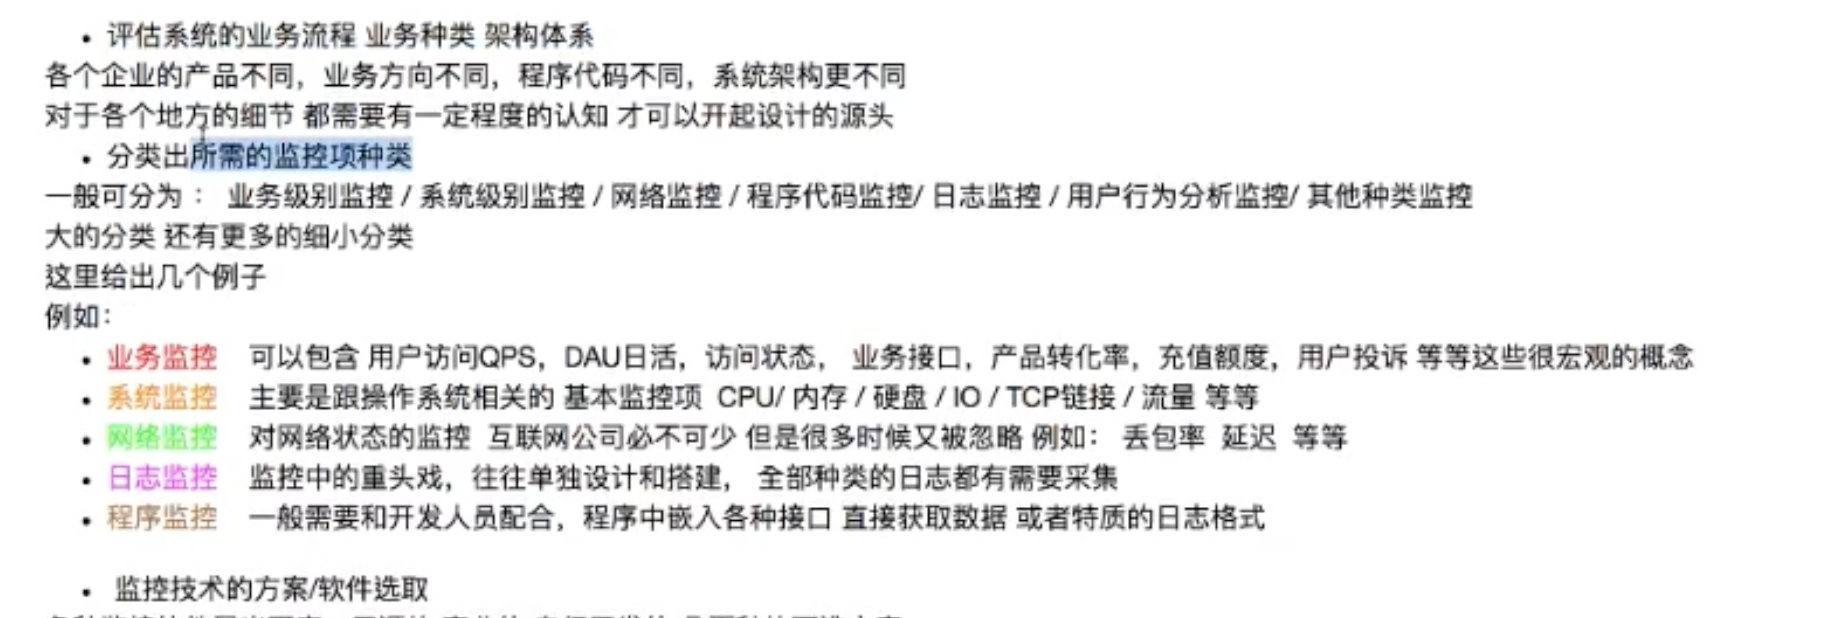 • 评估系统的业务流程 业务种类 架构体系
各个企业的产品不同，业务方向不同，程序代码不同，系统架构更不同
对于各个地方的细节 都需要有一定程度的认知 才可以开起设计的源头
• 分类出所需的监控项种类
一般可分为： 业务级别监控 / 系统级别监控 / 网络监控 / 程序代码监控/ 日志监控 / 用户行为分析监控/ 其他种类监控
大的分类 还有更多的细小分类
这里给出几个例子
例如：
• 业务监控 可以包含 用户访问QPS，DAU日活，访问状态， 业务接口，产品转化率，充值额度，用户投诉 等等这些很宏观的概念
• 系统监控 主要是跟操作系统相关的 基本监控项 CPU/ 内存 / 硬盘 / IO / TCP链接 / 流量 等等
• 网络监控 对网络状态的监控 互联网公司必不可少 但是很多时候又被忽略 例如： 丢包率 延迟 等等
• 日志监控 监控中的重头戏，往往单独设计和搭建， 全部种类的日志都有需要采集
• 程序监控 一般需要和开发人员配合，程序中嵌入各种接口 直接获取数据 或者特质的日志格式
• 监控技术的方案/软件选取